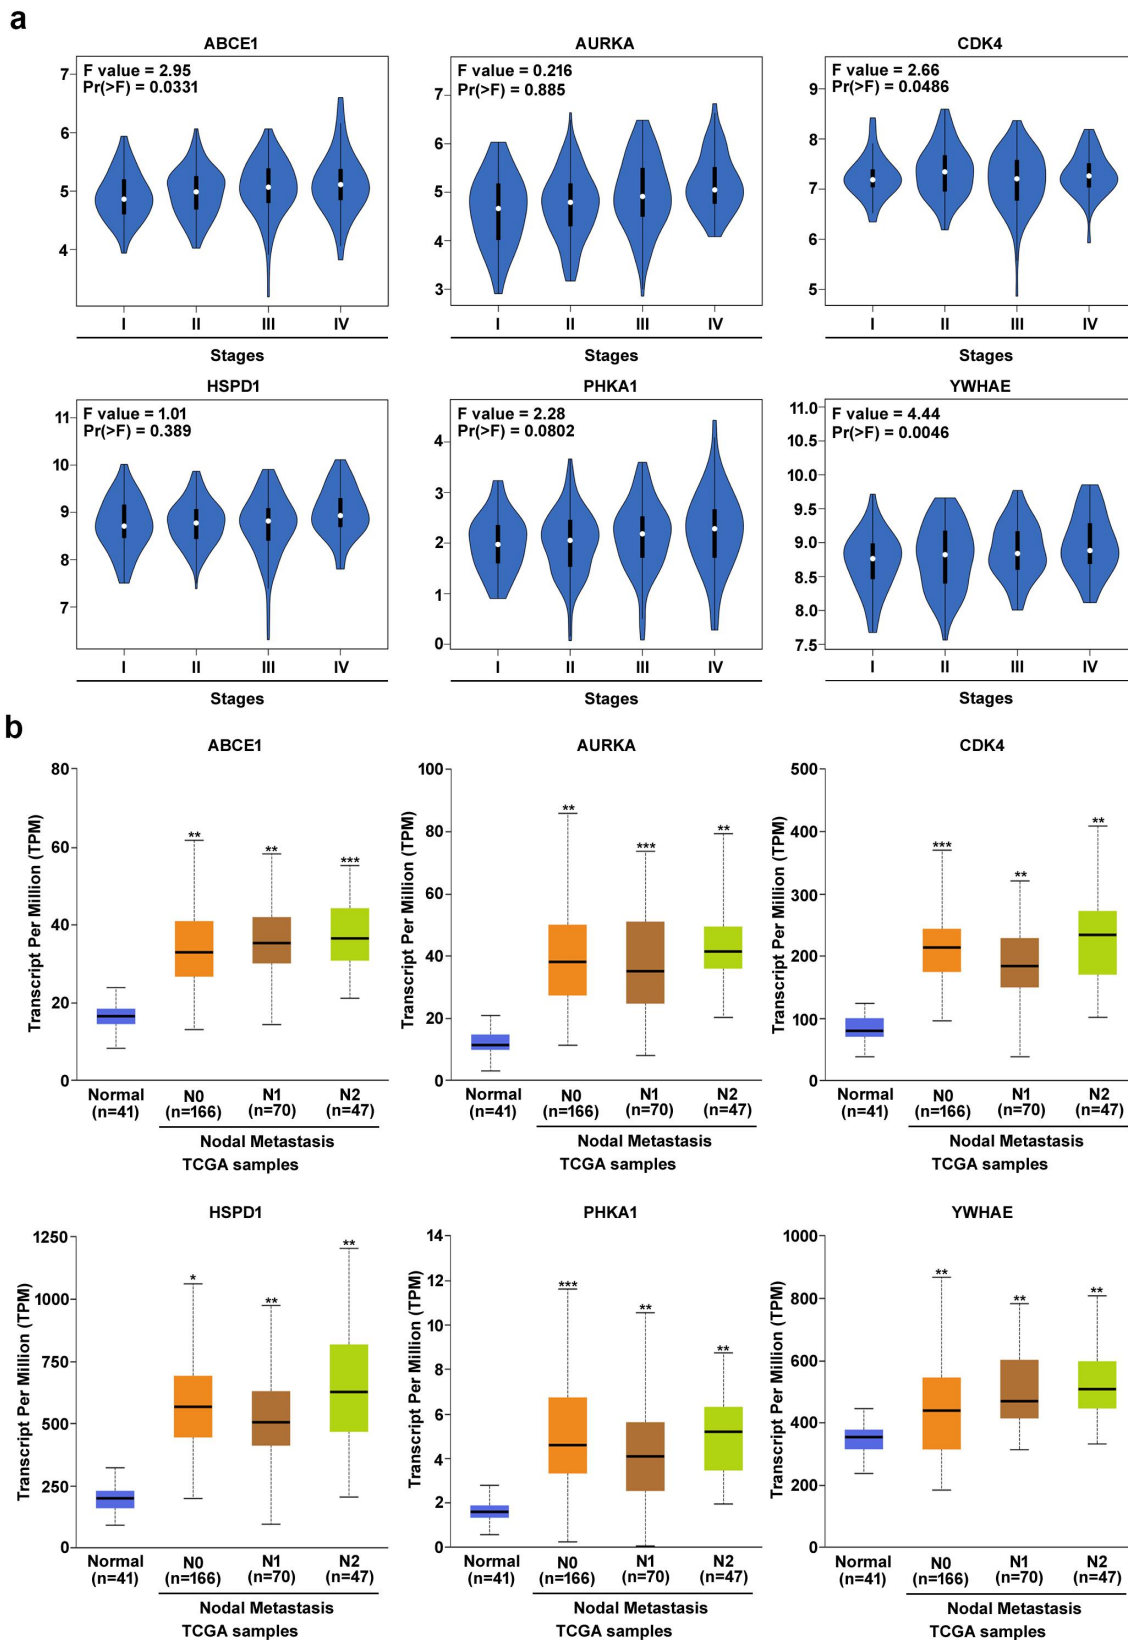 a
ABCE1
F value = 2.95
Pr(>F) = 0.0331
7
6
5
4
I II III IV
Stages
AURKA
F value = 0.216
Pr(>F) = 0.885
7
6
5
4
3
I II III IV
Stages
CDK4
F value = 2.66
Pr(>F) = 0.0486
9
8
7
6
5
I II III IV
Stages
HSPD1
F value = 1.01
Pr(>F) = 0.389
11
10
9
8
7
I II III IV
Stages
PHKA1
F value = 2.28
Pr(>F) = 0.0802
4
3
2
1
0
I II III IV
Stages
YWHAE
F value = 4.44
Pr(>F) = 0.0046
11.0
10.5
10.0
9.5
9.0
8.5
8.0
7.5
I II III IV
Stages
b
ABCE1
Transcript Per Million (TPM)
80
60
40
20
0
** ** ***
Normal N0 N1 N2
(n=41) (n=166) (n=70) (n=47)
Nodal Metastasis
TCGA samples
AURKA
Transcript Per Million (TPM)
100
80
60
40
20
0
** *** **
Normal N0 N1 N2
(n=41) (n=166) (n=70) (n=47)
Nodal Metastasis
TCGA samples
CDK4
Transcript Per Million (TPM)
500
400
300
200
100
0
*** ** **
Normal N0 N1 N2
(n=41) (n=166) (n=70) (n=47)
Nodal Metastasis
TCGA samples
HSPD1
Transcript Per Million (TPM)
1250
1000
750
500
250
0
* ** **
Normal N0 N1 N2
(n=41) (n=166) (n=70) (n=47)
Nodal Metastasis
TCGA samples
PHKA1
Transcript Per Million (TPM)
14
12
10
8
6
4
2
0
*** ** **
Normal N0 N1 N2
(n=41) (n=166) (n=70) (n=47)
Nodal Metastasis
TCGA samples
YWHAE
Transcript Per Million (TPM)
1000
800
600
400
200
0
** ** **
Normal N0 N1 N2
(n=41) (n=166) (n=70) (n=47)
Nodal Metastasis
TCGA samples